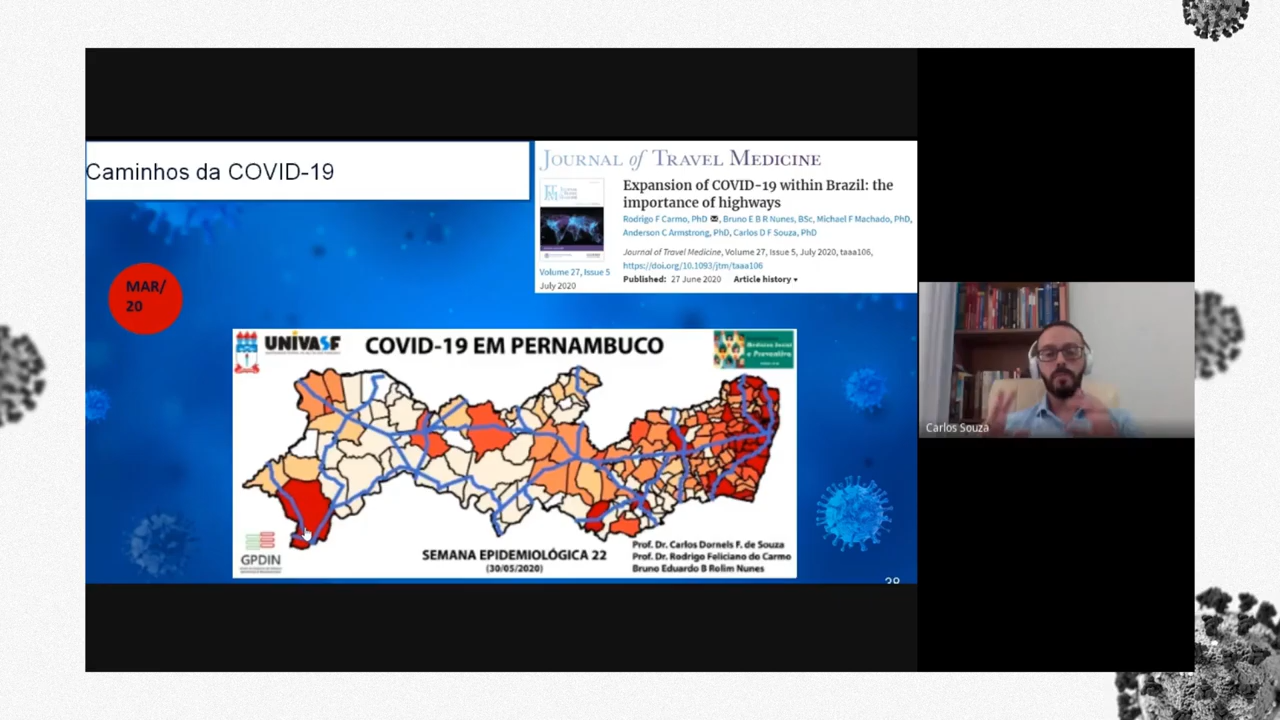 Caminhos da COVID-19
JOURNAL of TRAVEL MEDICINE
Expansion of COVID-19 within Brazil: the
importance of highways
Rodrigo F Carmo, PhD ✉, Bruno E B R Nunes, BSc, Michael F Machado, PhD,
Anderson C Armstrong, PhD, Carlos D F Souza, PhD
Journal of Travel Medicine, Volume 27, Issue 5, July 2020, taaa106,
https://doi.org/10.1093/jtm/taaa106
Published: 27 June 2020 Article history ▾
Volume 27, Issue 5
July 2020
MAR/
20
UNIVASF
COVID-19 EM PERNAMBUCO
Medicina Social
e Preventiva
GPDIN
SEMANA EPIDEMIOLÓGICA 22
(30/05/2020)
Prof. Dr. Carlos Dornels F. de Souza
Prof. Dr. Rodrigo Feliciano do Carmo
Bruno Eduardo B Rolim Nunes
Carlos Souza